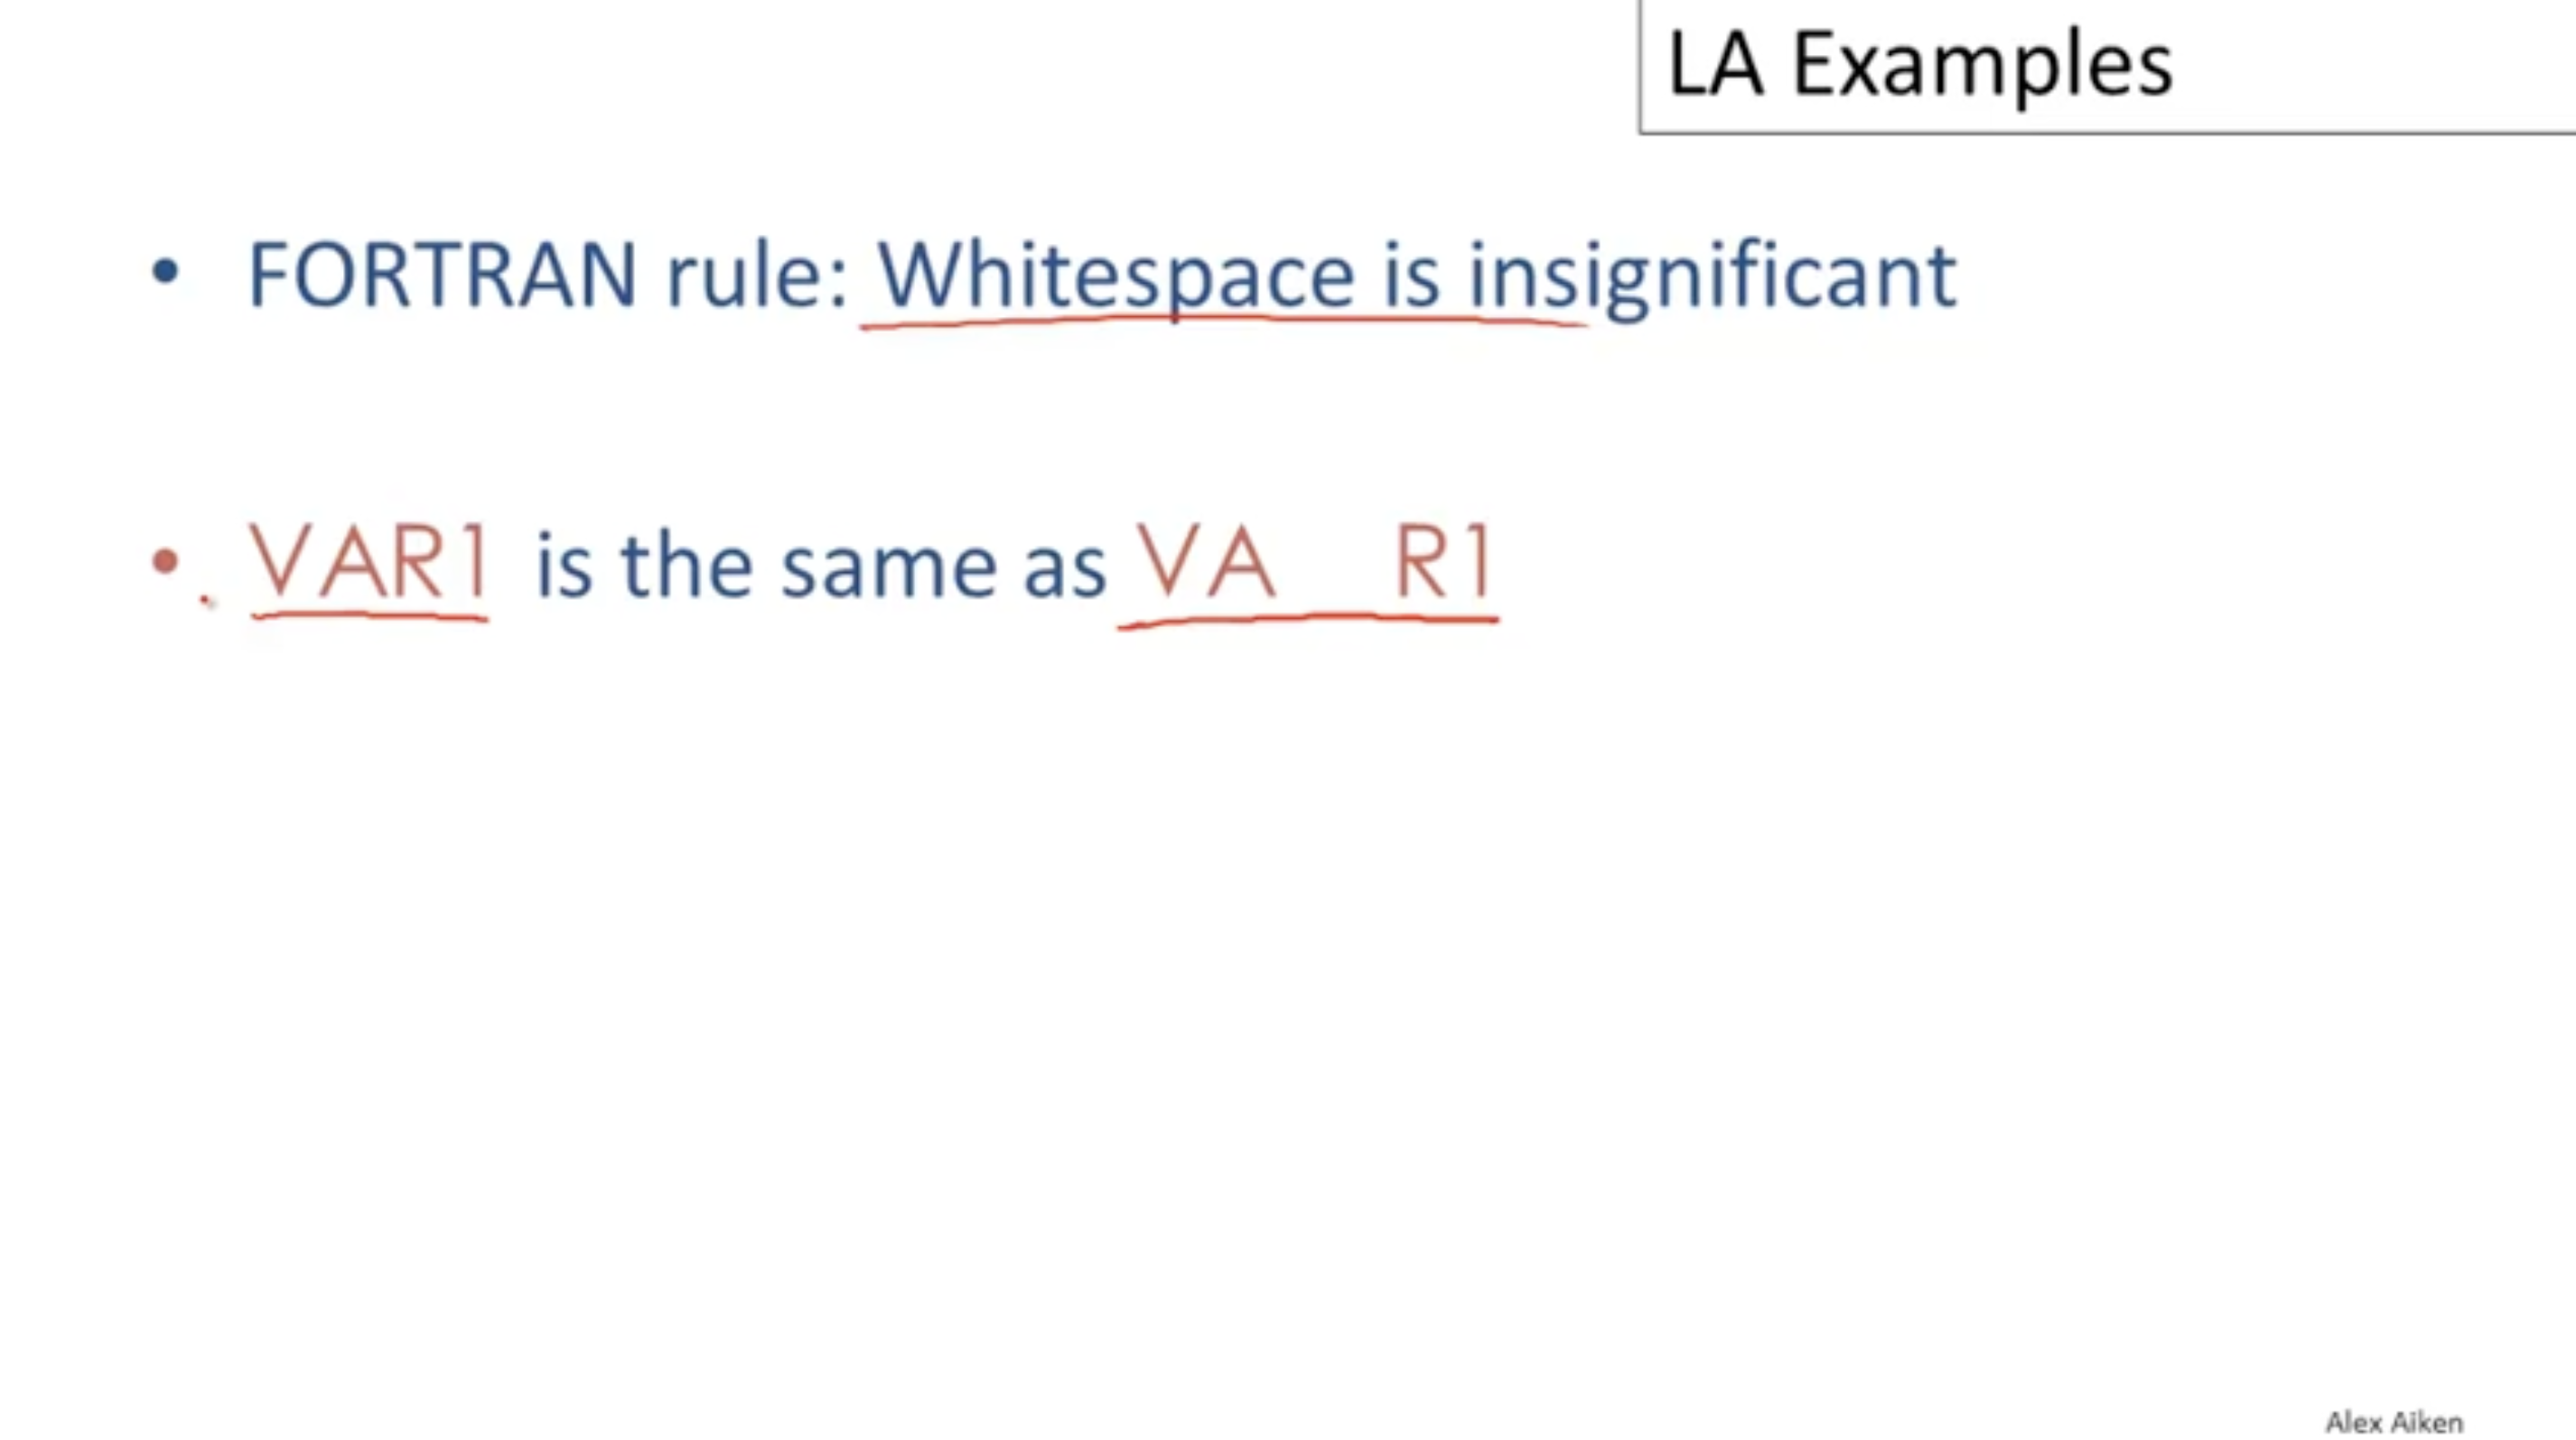 LA Examples
• FORTRAN rule: Whitespace is insignificant
• VAR1 is the same as VA    R1
Alex Aiken